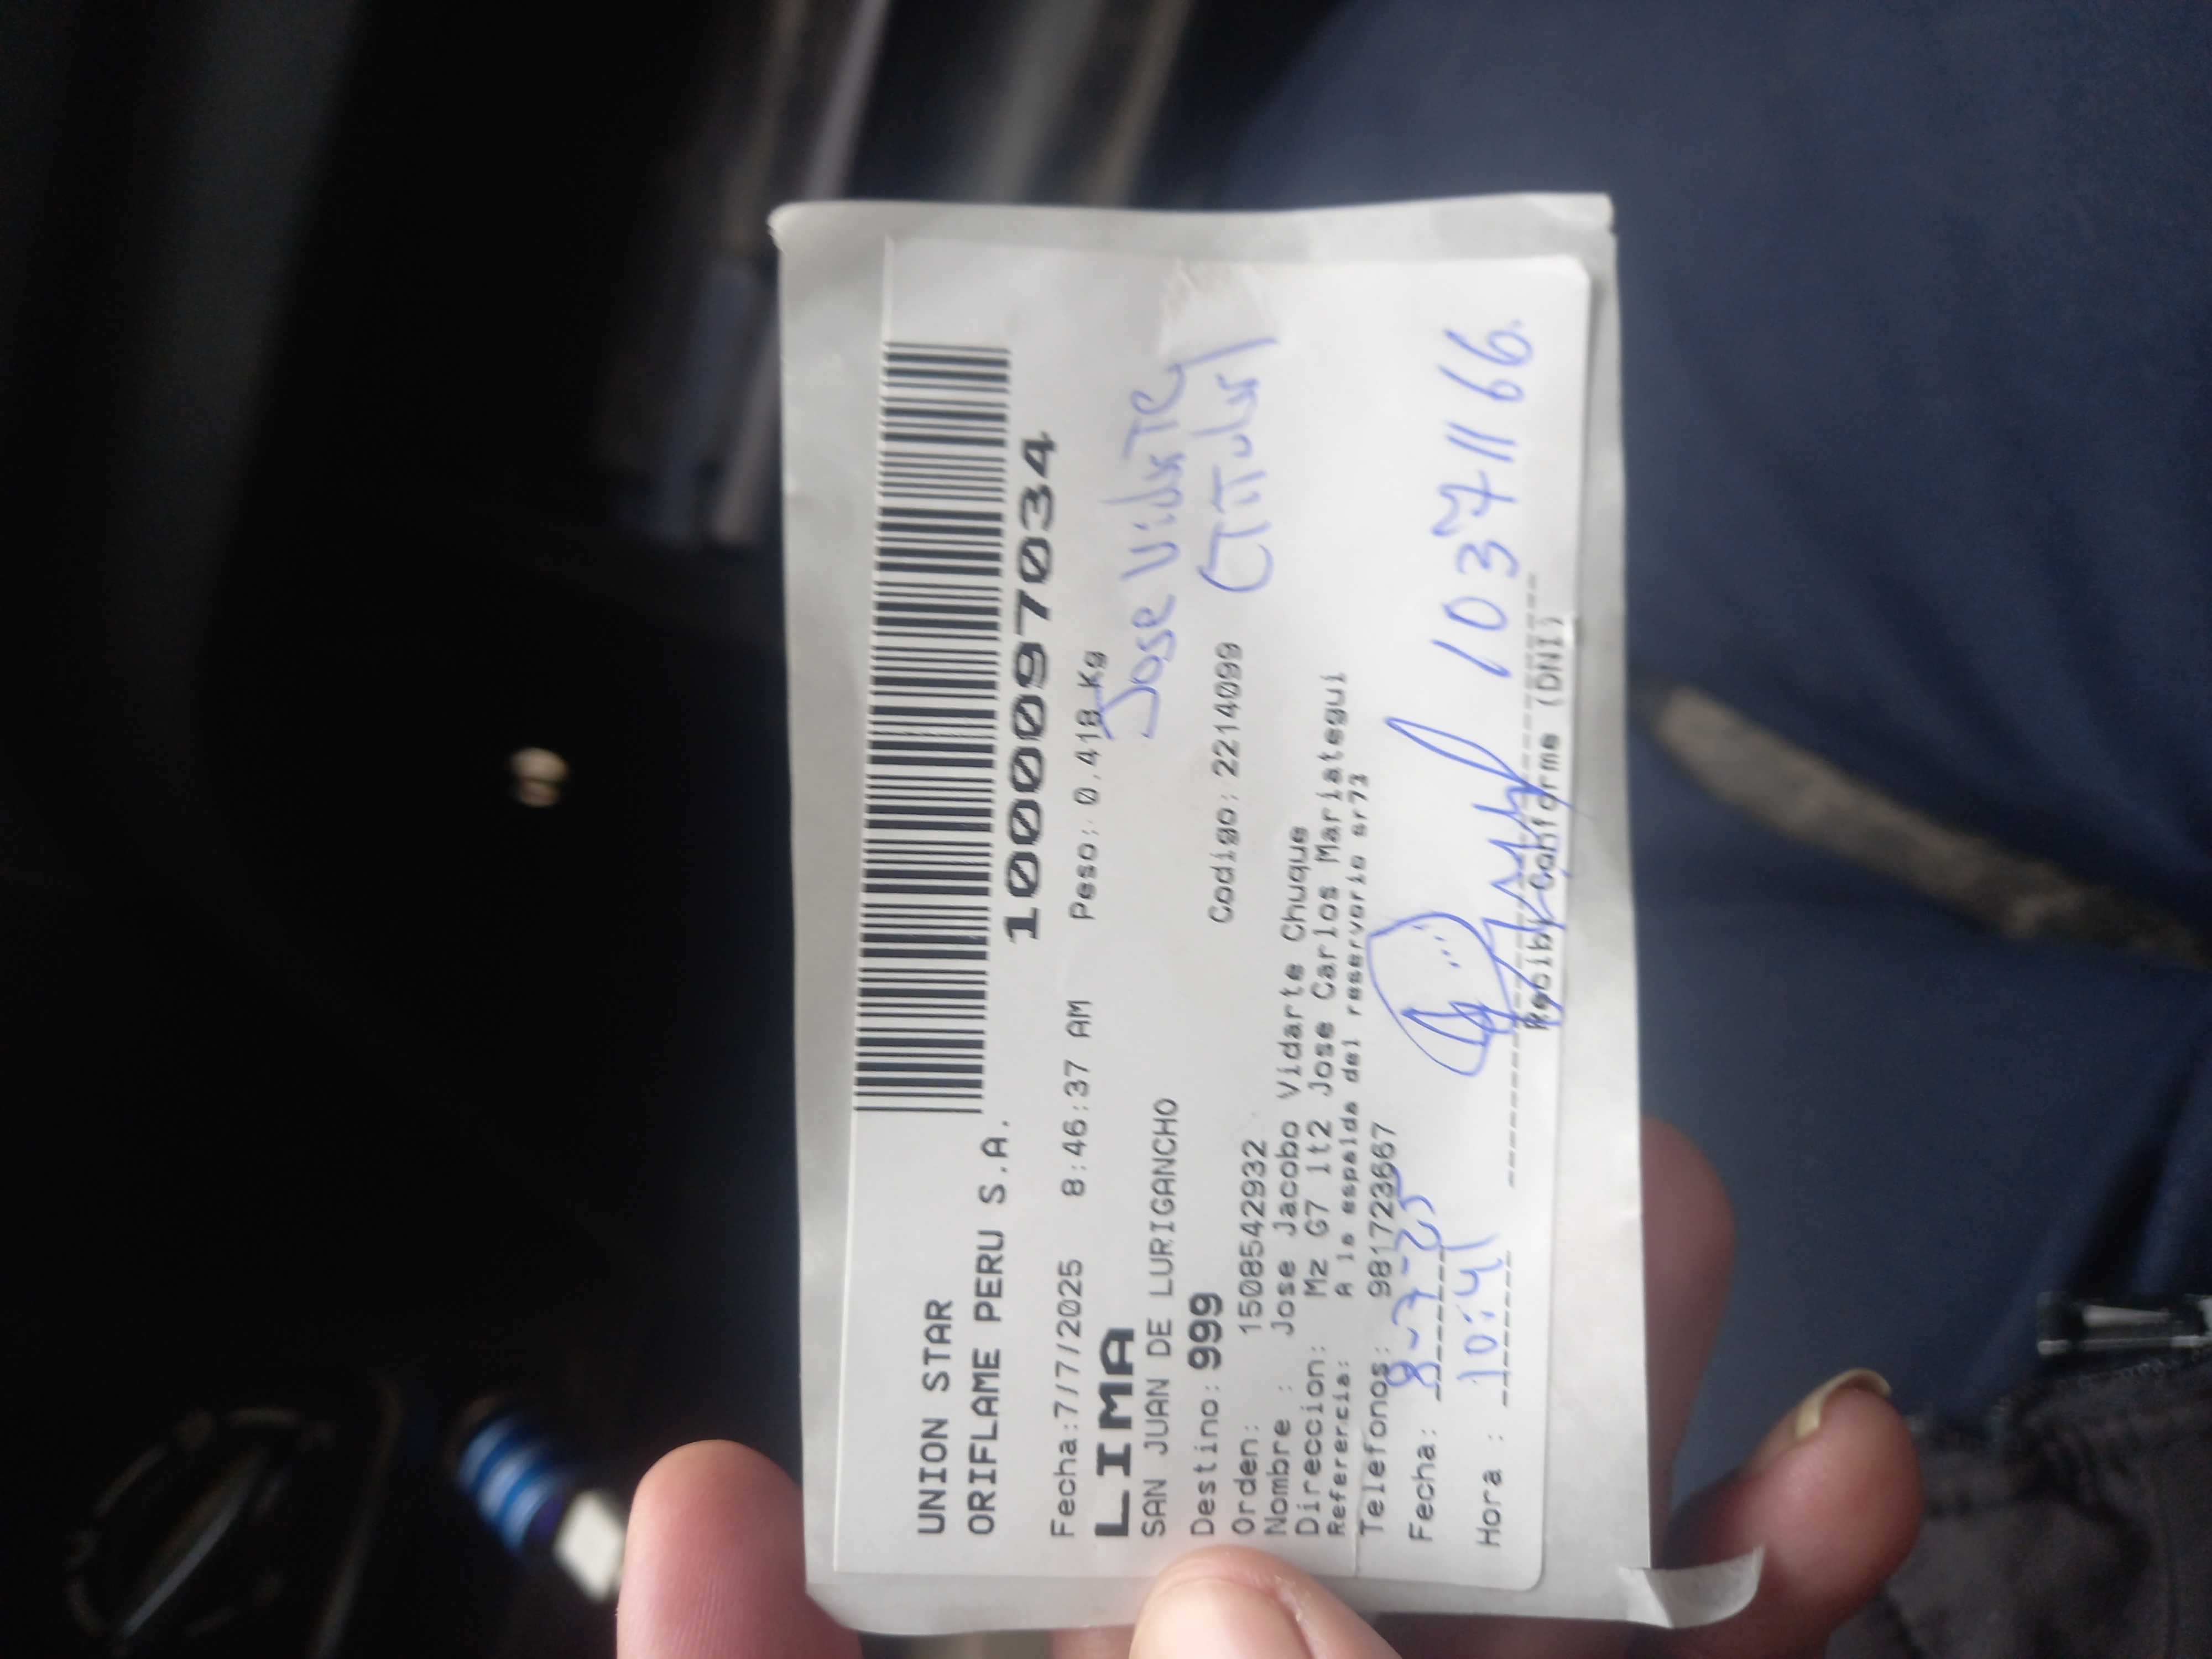 UNION STAR
ORIFLAME PERU S.A.
10000097034
Fecha:7/7/2025 8:46:37 AM Peso: 0.418 Kg
LIMA
SAN JUAN DE LURIGANCHO
Jose Vidarte
(Titular)
Destino: 999 Codigo: 2214099
Orden: 1508542932
Nombre : Jose Jacobo Vidarte Chuque
Direccion: Mz G7 lt2 Jose Carlos Mariategui
Referencia: A la espalda del reservorio sr73
Telefonos: 981723667
Fecha: 8-7-25
Hora : 10:41
10371166
Recibi Conforme (DNI)